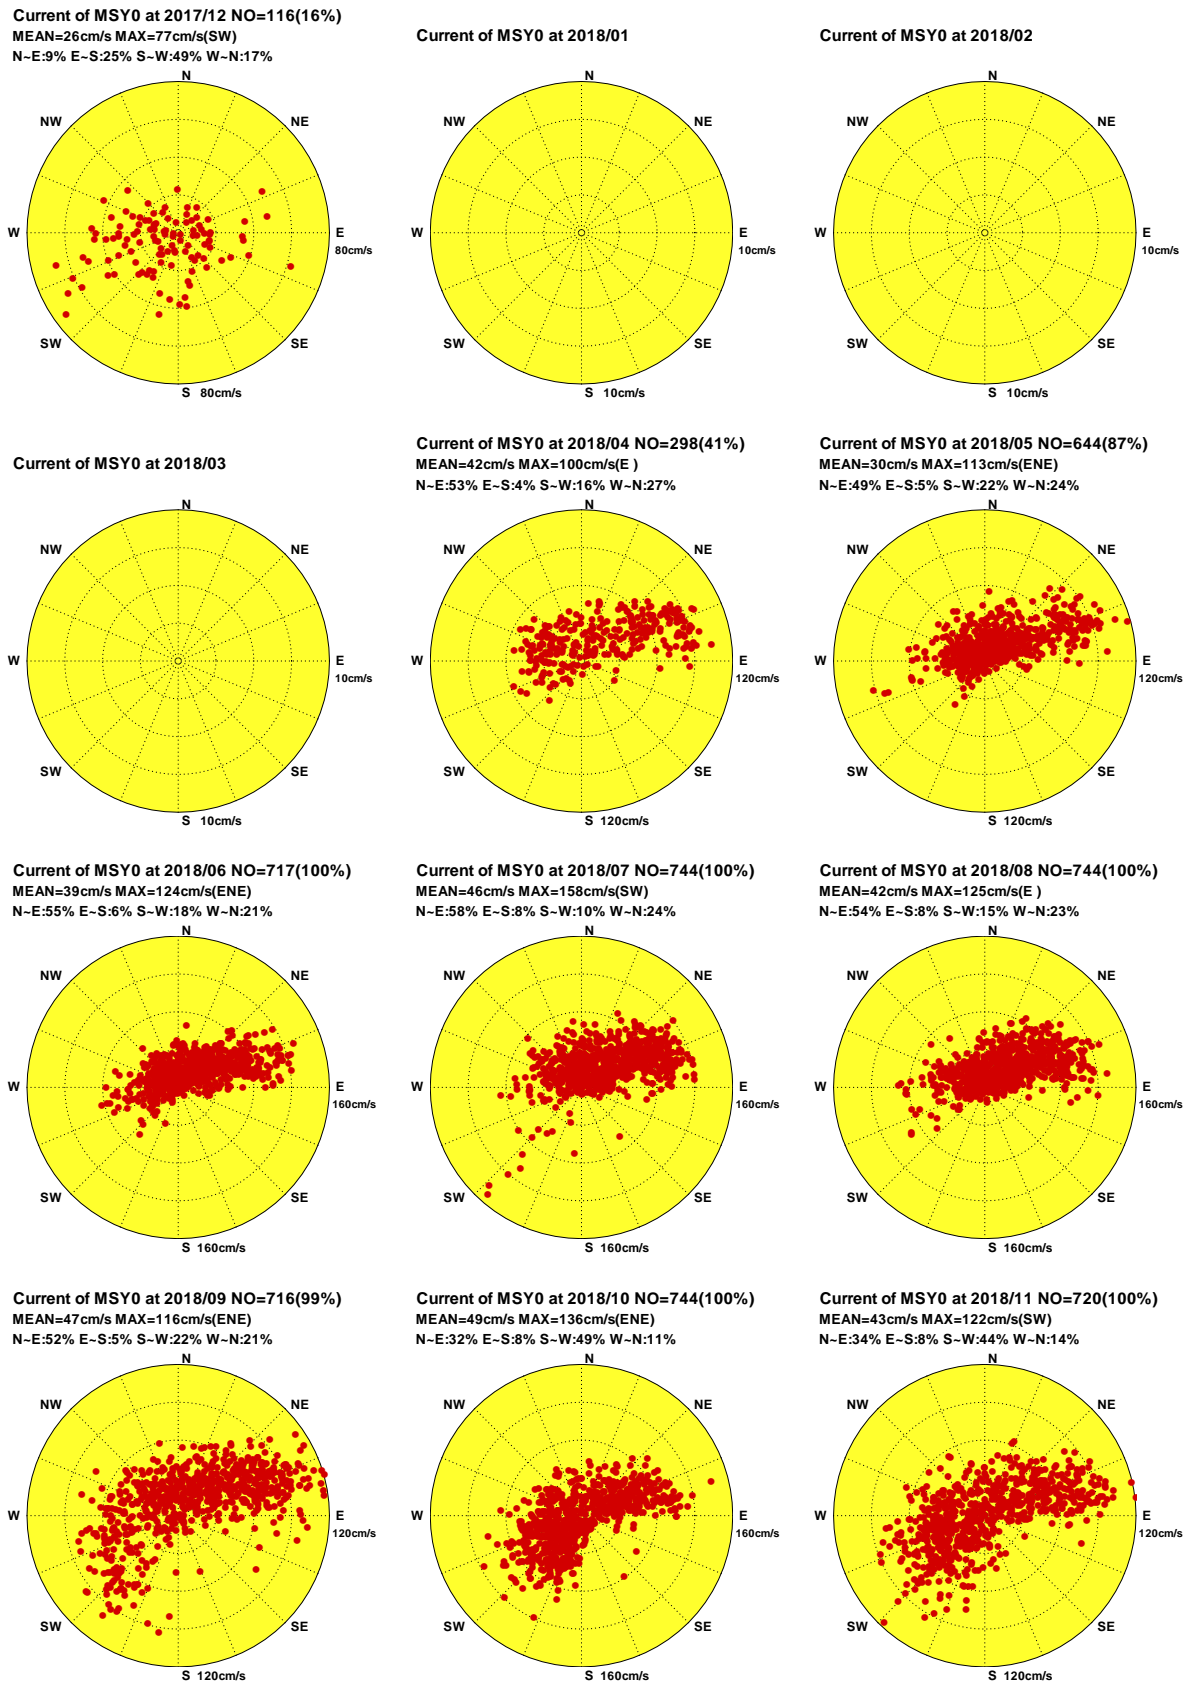 Current of MSY0 at 2017/12 NO=116(16%)
MEAN=26cm/s MAX=77cm/s(SW)
N~E:9% E~S:25% S~W:49% W~N:17%
N
NW
NE
W
E
80cm/s
SW
SE
S 80cm/s
Current of MSY0 at 2018/01
N
NW
NE
W
E
10cm/s
SW
SE
S 10cm/s
Current of MSY0 at 2018/02
N
NW
NE
W
E
10cm/s
SW
SE
S 10cm/s
Current of MSY0 at 2018/03
N
NW
NE
W
E
10cm/s
SW
SE
S 10cm/s
Current of MSY0 at 2018/04 NO=298(41%)
MEAN=42cm/s MAX=100cm/s(E )
N~E:53% E~S:4% S~W:16% W~N:27%
N
NW
NE
W
E
120cm/s
SW
SE
S 120cm/s
Current of MSY0 at 2018/05 NO=644(87%)
MEAN=30cm/s MAX=113cm/s(ENE)
N~E:49% E~S:5% S~W:22% W~N:24%
N
NW
NE
W
E
120cm/s
SW
SE
S 120cm/s
Current of MSY0 at 2018/06 NO=717(100%)
MEAN=39cm/s MAX=124cm/s(ENE)
N~E:55% E~S:6% S~W:18% W~N:21%
N
NW
NE
W
E
160cm/s
SW
SE
S 160cm/s
Current of MSY0 at 2018/07 NO=744(100%)
MEAN=46cm/s MAX=158cm/s(SW)
N~E:58% E~S:8% S~W:10% W~N:24%
N
NW
NE
W
E
160cm/s
SW
SE
S 160cm/s
Current of MSY0 at 2018/08 NO=744(100%)
MEAN=42cm/s MAX=125cm/s(E )
N~E:54% E~S:8% S~W:15% W~N:23%
N
NW
NE
W
E
160cm/s
SW
SE
S 160cm/s
Current of MSY0 at 2018/09 NO=716(99%)
MEAN=47cm/s MAX=116cm/s(ENE)
N~E:52% E~S:5% S~W:22% W~N:21%
N
NW
NE
W
E
120cm/s
SW
SE
S 120cm/s
Current of MSY0 at 2018/10 NO=744(100%)
MEAN=49cm/s MAX=136cm/s(ENE)
N~E:32% E~S:8% S~W:49% W~N:11%
N
NW
NE
W
E
160cm/s
SW
SE
S 160cm/s
Current of MSY0 at 2018/11 NO=720(100%)
MEAN=43cm/s MAX=122cm/s(SW)
N~E:34% E~S:8% S~W:44% W~N:14%
N
NW
NE
W
E
120cm/s
SW
SE
S 120cm/s